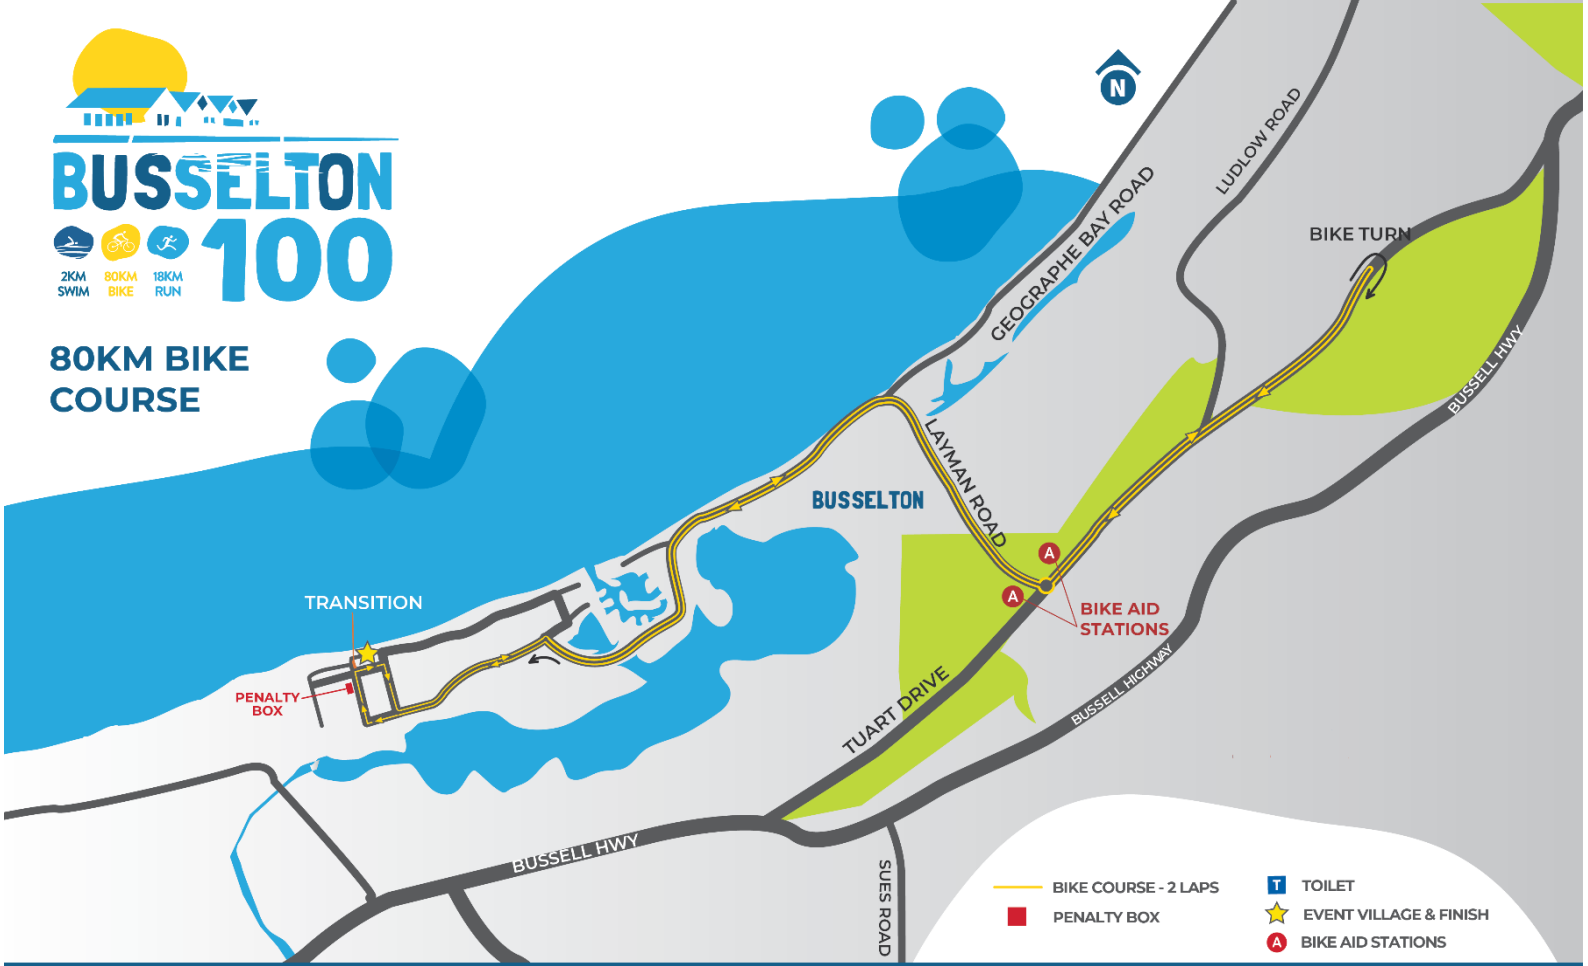 BUSSELTON
100
2KM
SWIM
80KM
BIKE
18KM
RUN
80KM BIKE
COURSE
N
GEOGRAPHE BAY ROAD
LUDLOW ROAD
BIKE TURN
BUSSELL HWY
LAYMAN ROAD
BUSSELTON
A
A
BIKE AID
STATIONS
TRANSITION
PENALTY
BOX
TUART DRIVE
BUSSELL HIGHWAY
BUSSELL HWY
SUES ROAD
BIKE COURSE - 2 LAPS
PENALTY BOX
T TOILET
EVENT VILLAGE & FINISH
A BIKE AID STATIONS